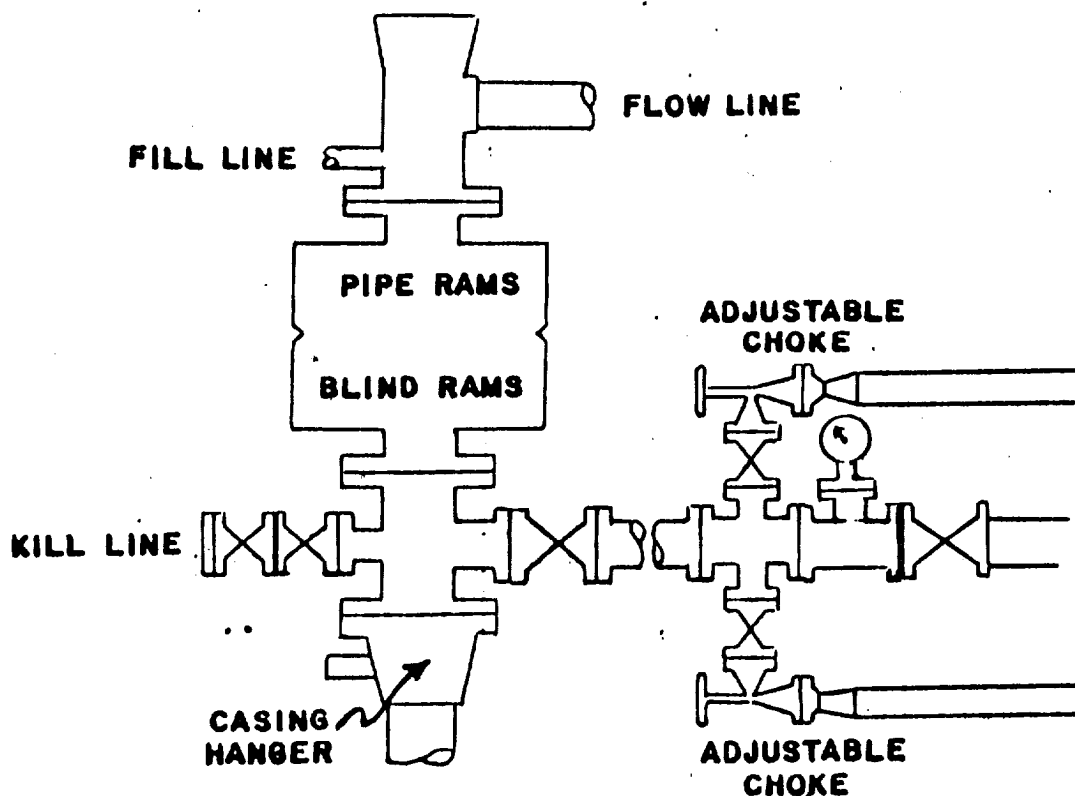 FLOW LINE
FILL LINE
PIPE RAMS
BLIND RAMS
ADJUSTABLE
CHOKE
KILL LINE
CASING
HANGER
ADJUSTABLE
CHOKE